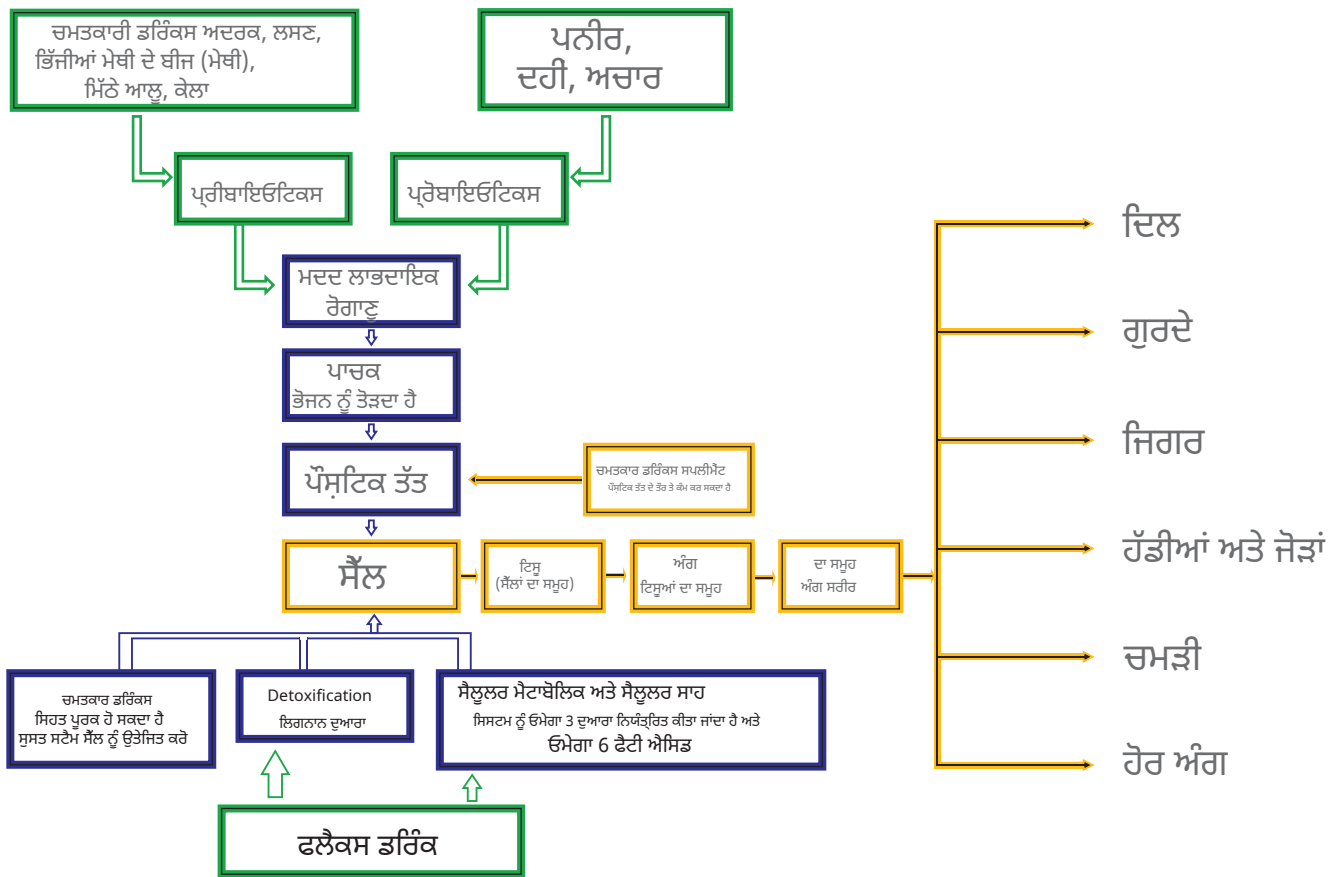 ਚਮਤਕਾਰੀ ਡਰਿੰਕਸ ਅਦਰਕ, ਲਸਣ,
ਭਿੱਜੀਆਂ ਮੇਥੀ ਦੇ ਬੀਜ (ਮੇਥੀ),
ਮਿੱਠੇ ਆਲੂ, ਕੇਲਾ
ਪਨੀਰ,
ਦਹੀਂ, ਅਚਾਰ
ਪ੍ਰੀਬਾਇਓਟਿਕਸ
ਪ੍ਰੋਬਾਇਓਟਿਕਸ
ਮਦਦ ਲਾਭਦਾਇਕ
ਰੋਗਾਣੂ
ਪਾਚਕ
ਭੋਜਨ ਨੂੰ ਤੋੜਦਾ ਹੈ
ਪੌਸ਼ਟਿਕ ਤੱਤ
ਚਮਤਕਾਰ ਡਰਿੰਕਸ ਸਪਲੀਮੈਂਟ
ਪੌਸ਼ਟਿਕ ਤੱਤ ਦੇ ਤੌਰ ਤੇ ਕੰਮ ਕਰ ਸਕਦਾ ਹੈ
ਸੈੱਲ
ਟਿਸੂ
(ਸੈੱਲਾਂ ਦਾ ਸਮੂਹ)
ਅੰਗ
ਟਿਸੂਆਂ ਦਾ ਸਮੂਹ
ਦਾ ਸਮੂਹ
ਅੰਗ ਸਰੀਰ
ਦਿਲ
ਗੁਰਦੇ
ਜਿਗਰ
ਹੱਡੀਆਂ ਅਤੇ ਜੋੜਾਂ
ਚਮੜੀ
ਹੋਰ ਅੰਗ
ਚਮਤਕਾਰ ਡਰਿੰਕਸ
ਸਿਹਤ ਪੂਰਕ ਹੋ ਸਕਦਾ ਹੈ
ਸੁਸਤ ਸਟੈਮ ਸੈੱਲ ਨੂੰ ਉਤੇਜਿਤ ਕਰੋ
Detoxification
ਲਿਗਨਾਨ ਦੁਆਰਾ
ਸੈਲੂਲਰ ਮੈਟਾਬੋਲਿਕ ਅਤੇ ਸੈਲੂਲਰ ਸਾਹ
ਸਿਸਟਮ ਨੂੰ ਓਮੇਗਾ 3 ਦੁਆਰਾ ਨਿਯੰਤ੍ਰਿਤ ਕੀਤਾ ਜਾਂਦਾ ਹੈ ਅਤੇ
ਓਮੇਗਾ 6 ਫੈਟੀ ਐਸਿਡ
ਫਲੈਕਸ ਡਰਿੰਕ